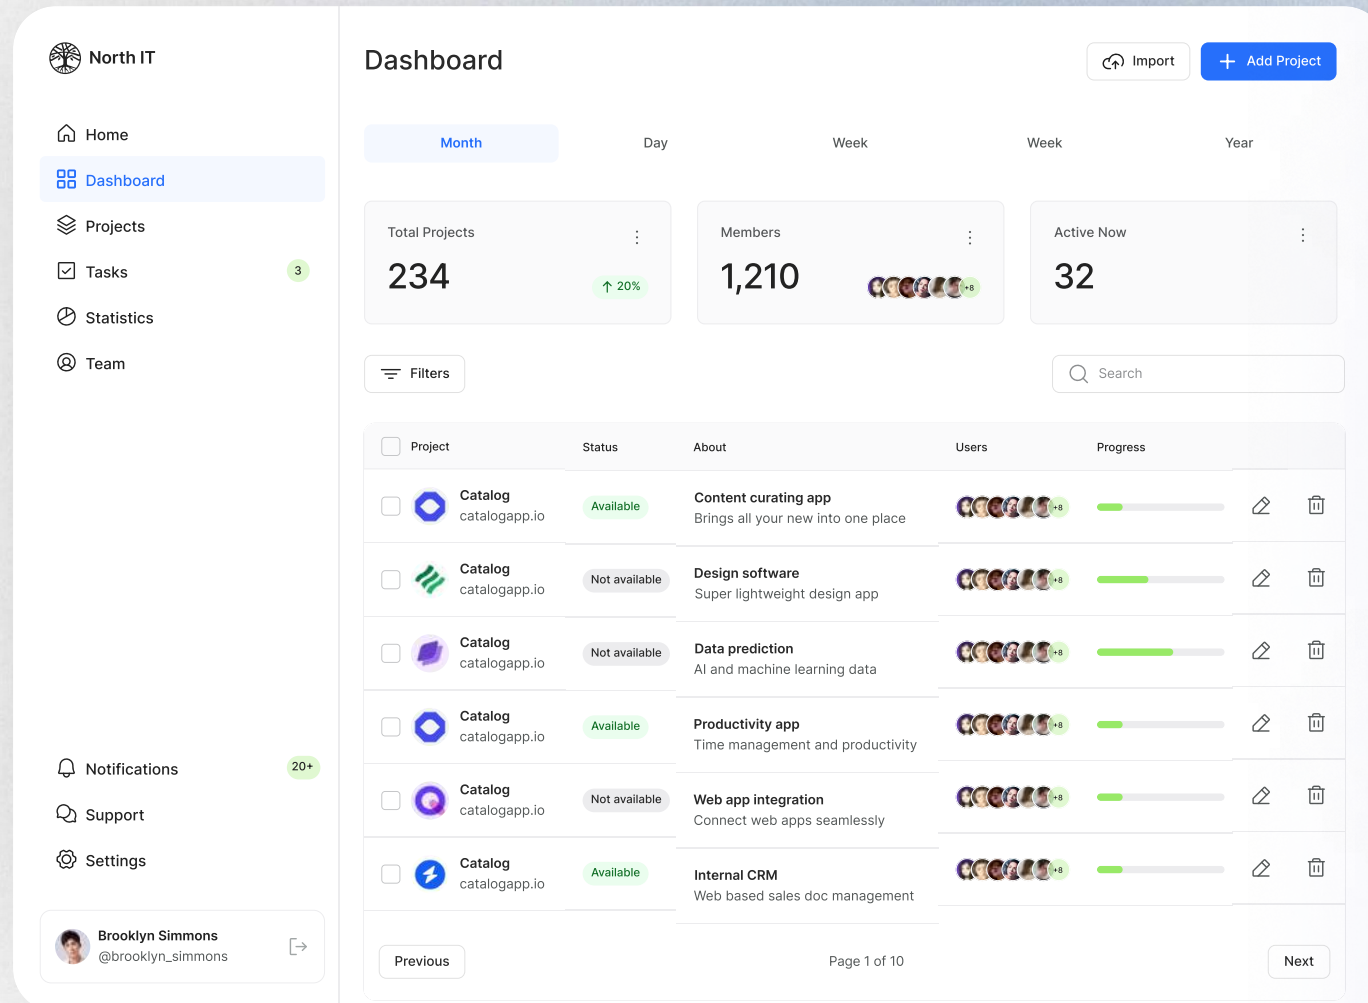 North IT
Home
Dashboard
Projects
Tasks 3
Statistics
Team
Notifications 20+
Support
Settings
Brooklyn Simmons
@brooklyn_simmons
Dashboard
Import
Add Project
Month Day Week Week Year
Total Projects
234
20%
Members
1,210
+8
Active Now
32
Filters
Search
Project Status About Users Progress
Catalog
catalogapp.io
Available
Content curating app
Brings all your new into one place
+8
Catalog
catalogapp.io
Not available
Design software
Super lightweight design app
+8
Catalog
catalogapp.io
Not available
Data prediction
AI and machine learning data
+8
Catalog
catalogapp.io
Available
Productivity app
Time management and productivity
+8
Catalog
catalogapp.io
Not available
Web app integration
Connect web apps seamlessly
+8
Catalog
catalogapp.io
Available
Internal CRM
Web based sales doc management
+8
Previous
Page 1 of 10
Next